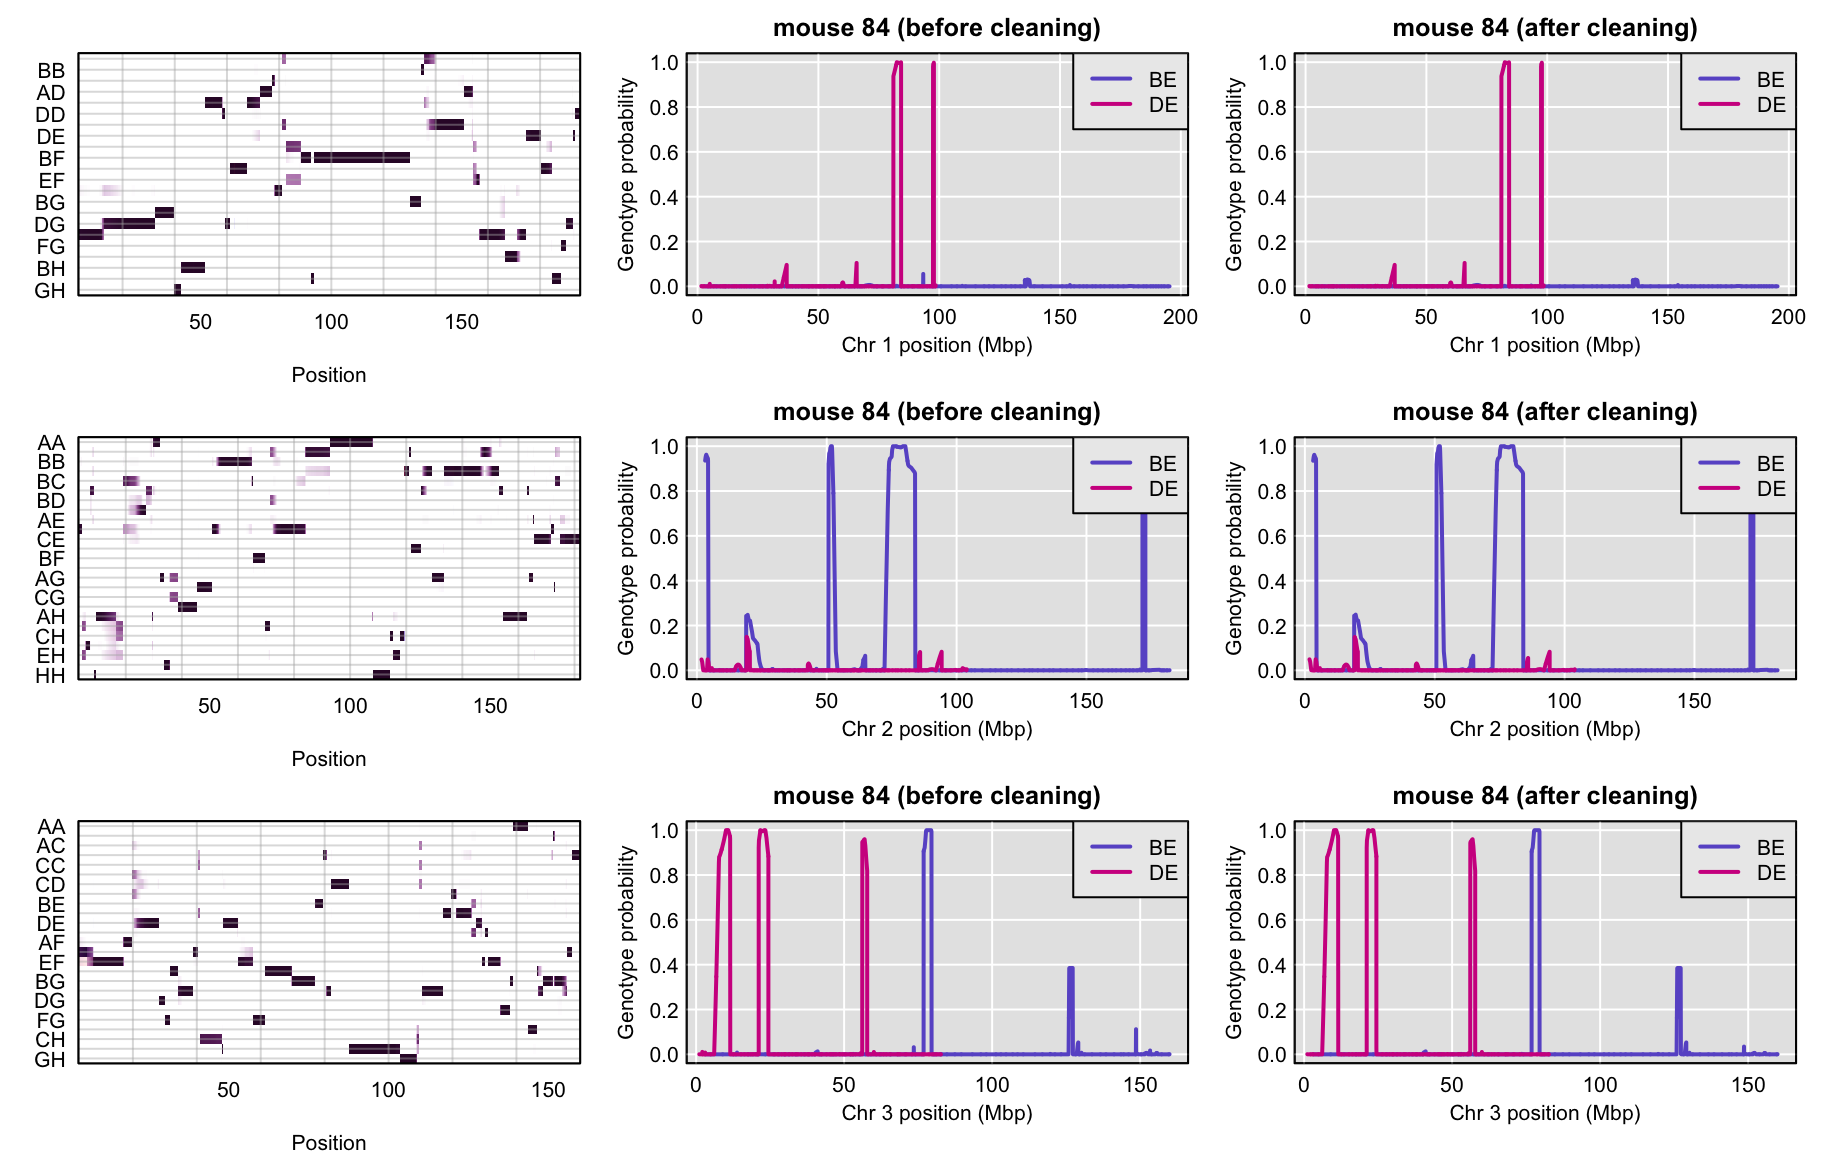 mouse 84 (before cleaning)
mouse 84 (after cleaning)
BB
AD
DD
DE
BF
EF
BG
DG
FG
BH
GH
50 100 150
Position
Genotype probability
0.0 0.2 0.4 0.6 0.8 1.0
BE
DE
0 50 100 150 200
Chr 1 position (Mbp)
Genotype probability
0.0 0.2 0.4 0.6 0.8 1.0
BE
DE
0 50 100 150 200
Chr 1 position (Mbp)
mouse 84 (before cleaning)
mouse 84 (after cleaning)
AA
BB
BC
BD
AE
CE
BF
AG
CG
AH
CH
EH
HH
50 100 150
Position
Genotype probability
0.0 0.2 0.4 0.6 0.8 1.0
BE
DE
0 50 100 150
Chr 2 position (Mbp)
Genotype probability
0.0 0.2 0.4 0.6 0.8 1.0
BE
DE
0 50 100 150
Chr 2 position (Mbp)
mouse 84 (before cleaning)
mouse 84 (after cleaning)
AA
AC
CC
CD
BE
DE
AF
EF
BG
DG
FG
CH
GH
50 100 150
Position
Genotype probability
0.0 0.2 0.4 0.6 0.8 1.0
BE
DE
0 50 100 150
Chr 3 position (Mbp)
Genotype probability
0.0 0.2 0.4 0.6 0.8 1.0
BE
DE
0 50 100 150
Chr 3 position (Mbp)